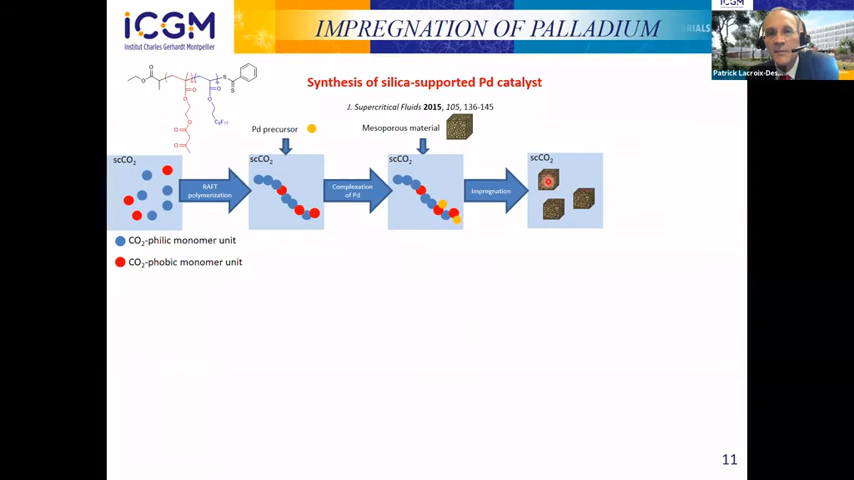 iCGM
Institut Charles Gerhardt Montpellier
IMPREGNATION OF PALLADIUM
ICGM
Patrick Lacroix-Des...
Synthesis of silica-supported Pd catalyst
J. Supercritical Fluids 2015, 105, 136-145
O
O
O
O
O
O
O
O
O
S
S
C8F17
Pd precursor
Mesoporous material
scCO2
scCO2
scCO2
scCO2
RAFT
polymerization
Complexation
of Pd
Impregnation
CO2-philic monomer unit
CO2-phobic monomer unit
11